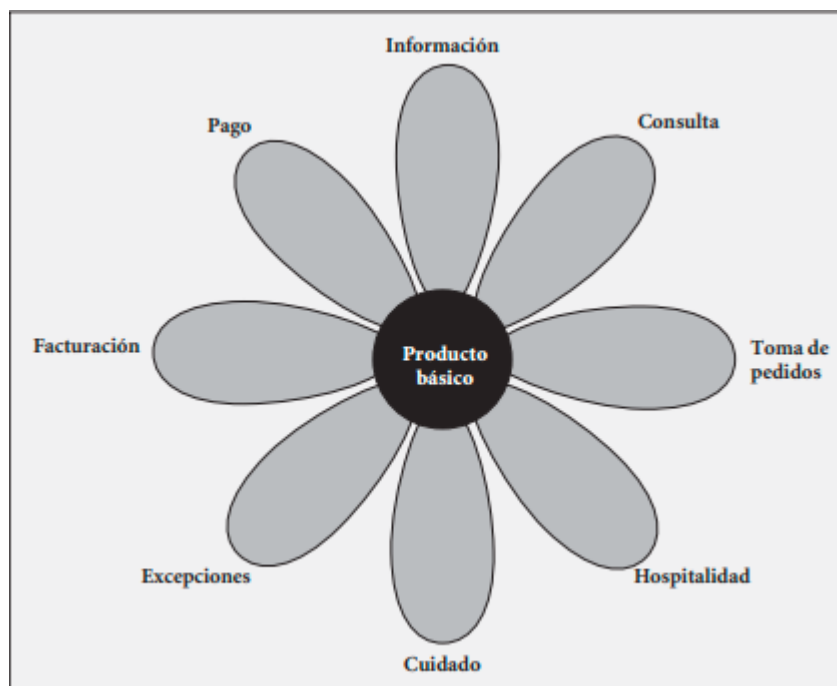 Información
Consulta
Pago
Facturación
Producto
básico
Toma de
pedidos
Excepciones
Hospitalidad
Cuidado